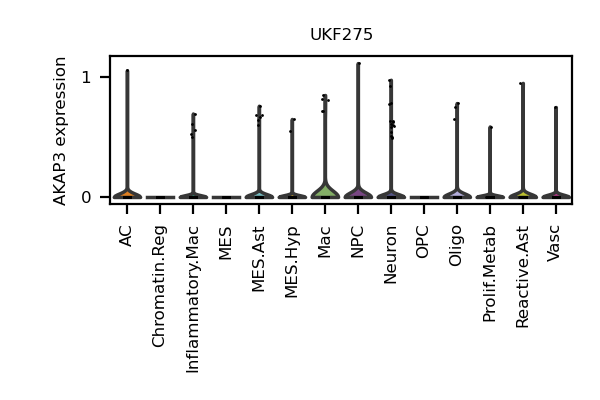 UKF275
AKAP3 expression
1
0
AC
Chromatin.Reg
Inflammatory.Mac
MES
MES.Ast
MES.Hyp
Mac
NPC
Neuron
OPC
Oligo
Prolif.Metab
Reactive.Ast
Vasc